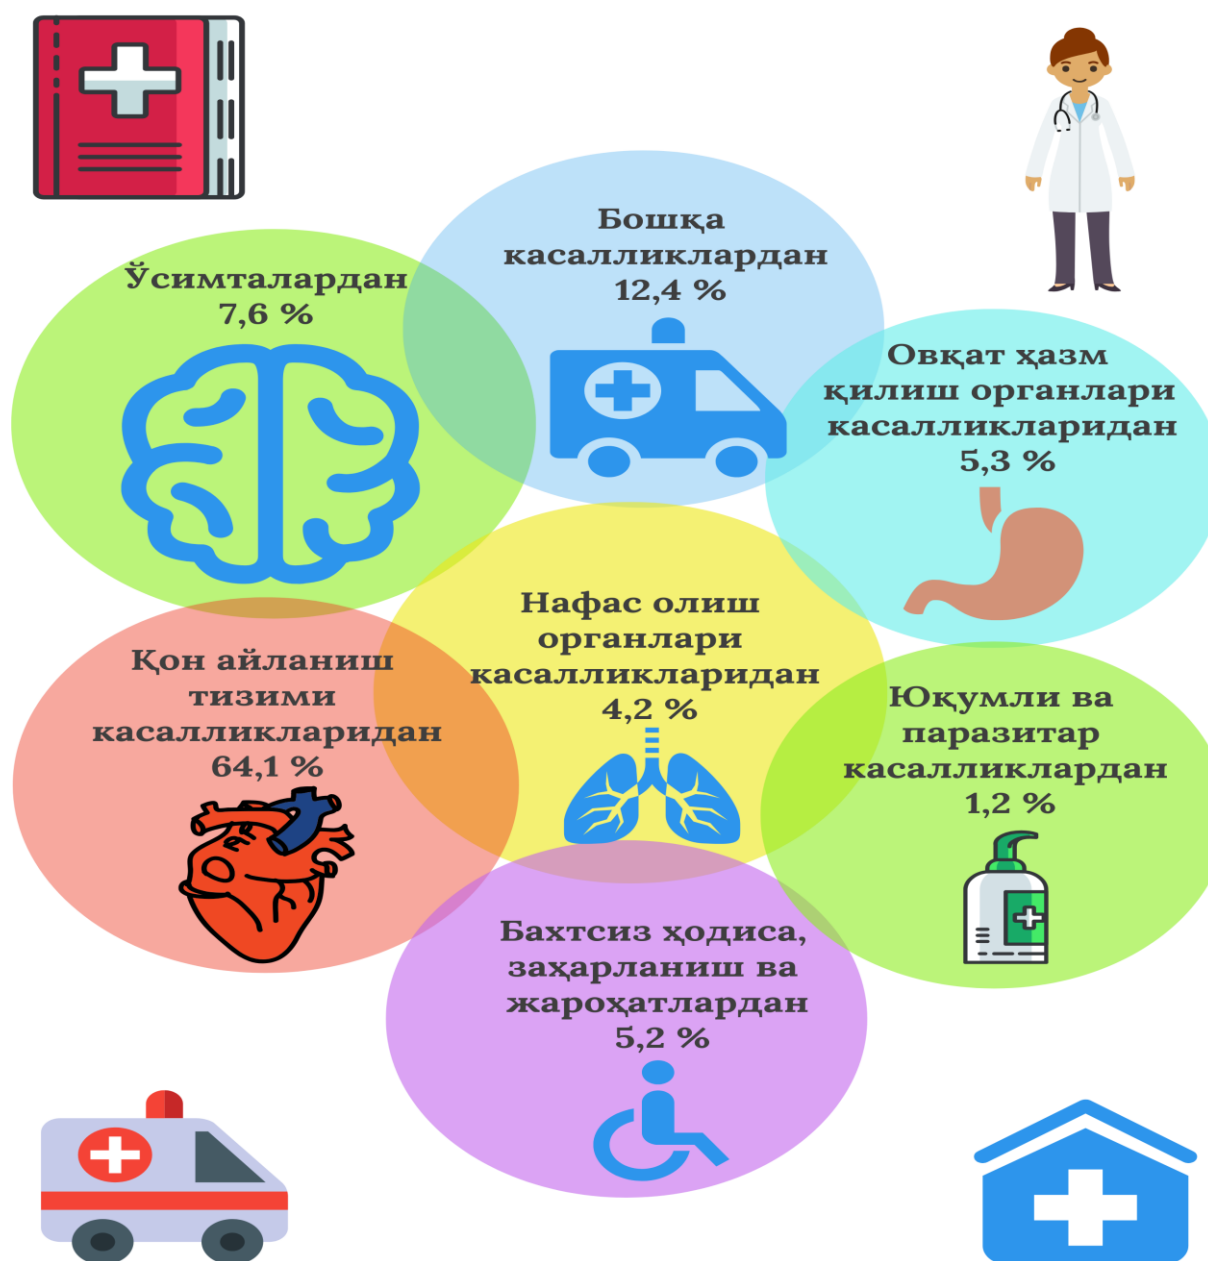 Бошқа
касалликлардан
12,4 %
Ўсимталардан
7,6 %
Овқат ҳазм
қилиш органлари
касалликларидан
5,3 %
Нафас олиш
органлари
касалликларидан
4,2 %
Қон айланиш
тизими
касалликларидан
64,1 %
Юқумли ва
паразитар
касалликлардан
1,2 %
Бахтсиз ҳодиса,
заҳарланиш ва
жароҳатлардан
5,2 %